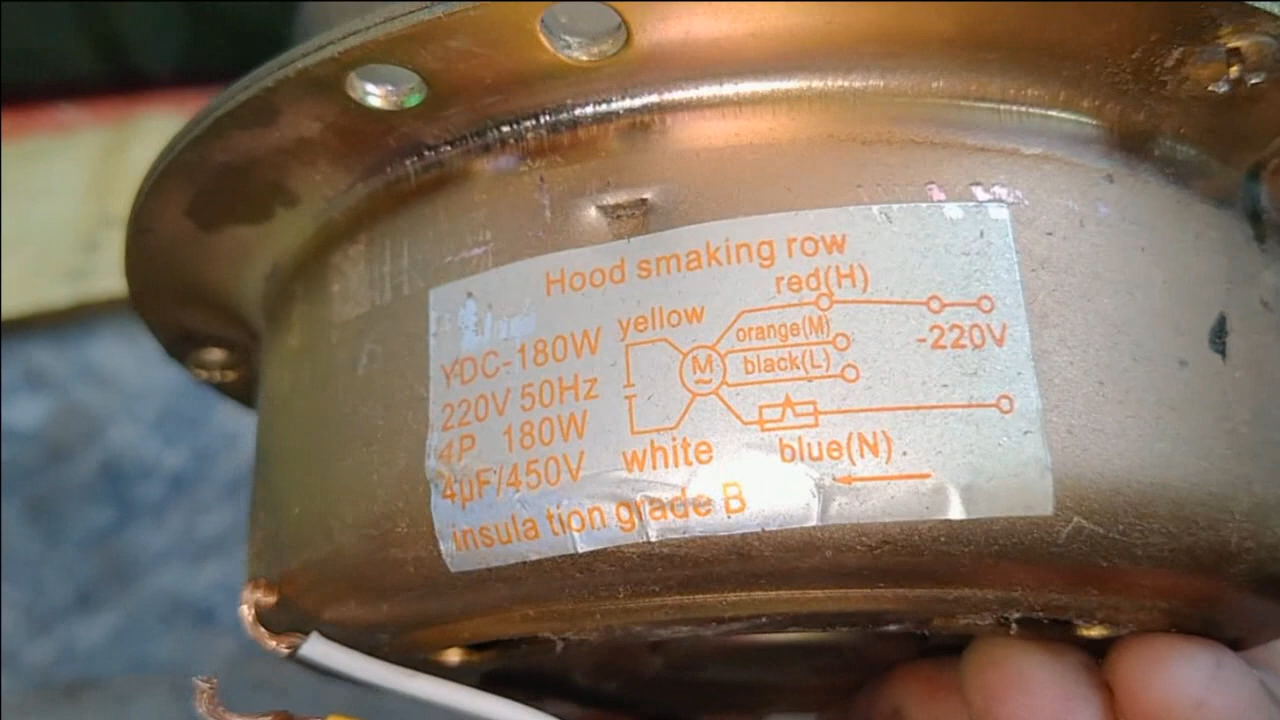 Hood smaking row
YDC-180W
220V 50Hz
4P 180W
4μF/450V
insula tion grade B
yellow
white
red(H)
orange(M)
black(L)
M
~
blue(N)
-220V